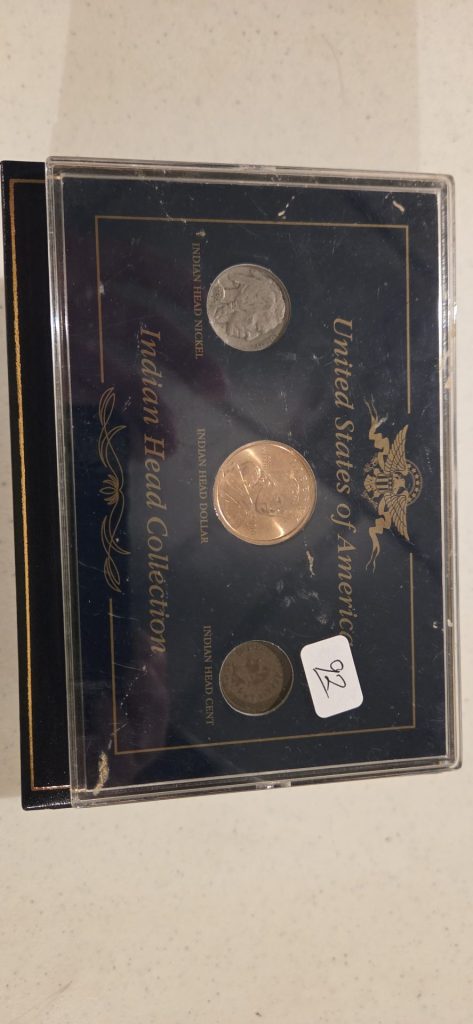 United States of America
INDIAN HEAD NICKEL
INDIAN HEAD DOLLAR
INDIAN HEAD CENT
92
Indian Head Collection